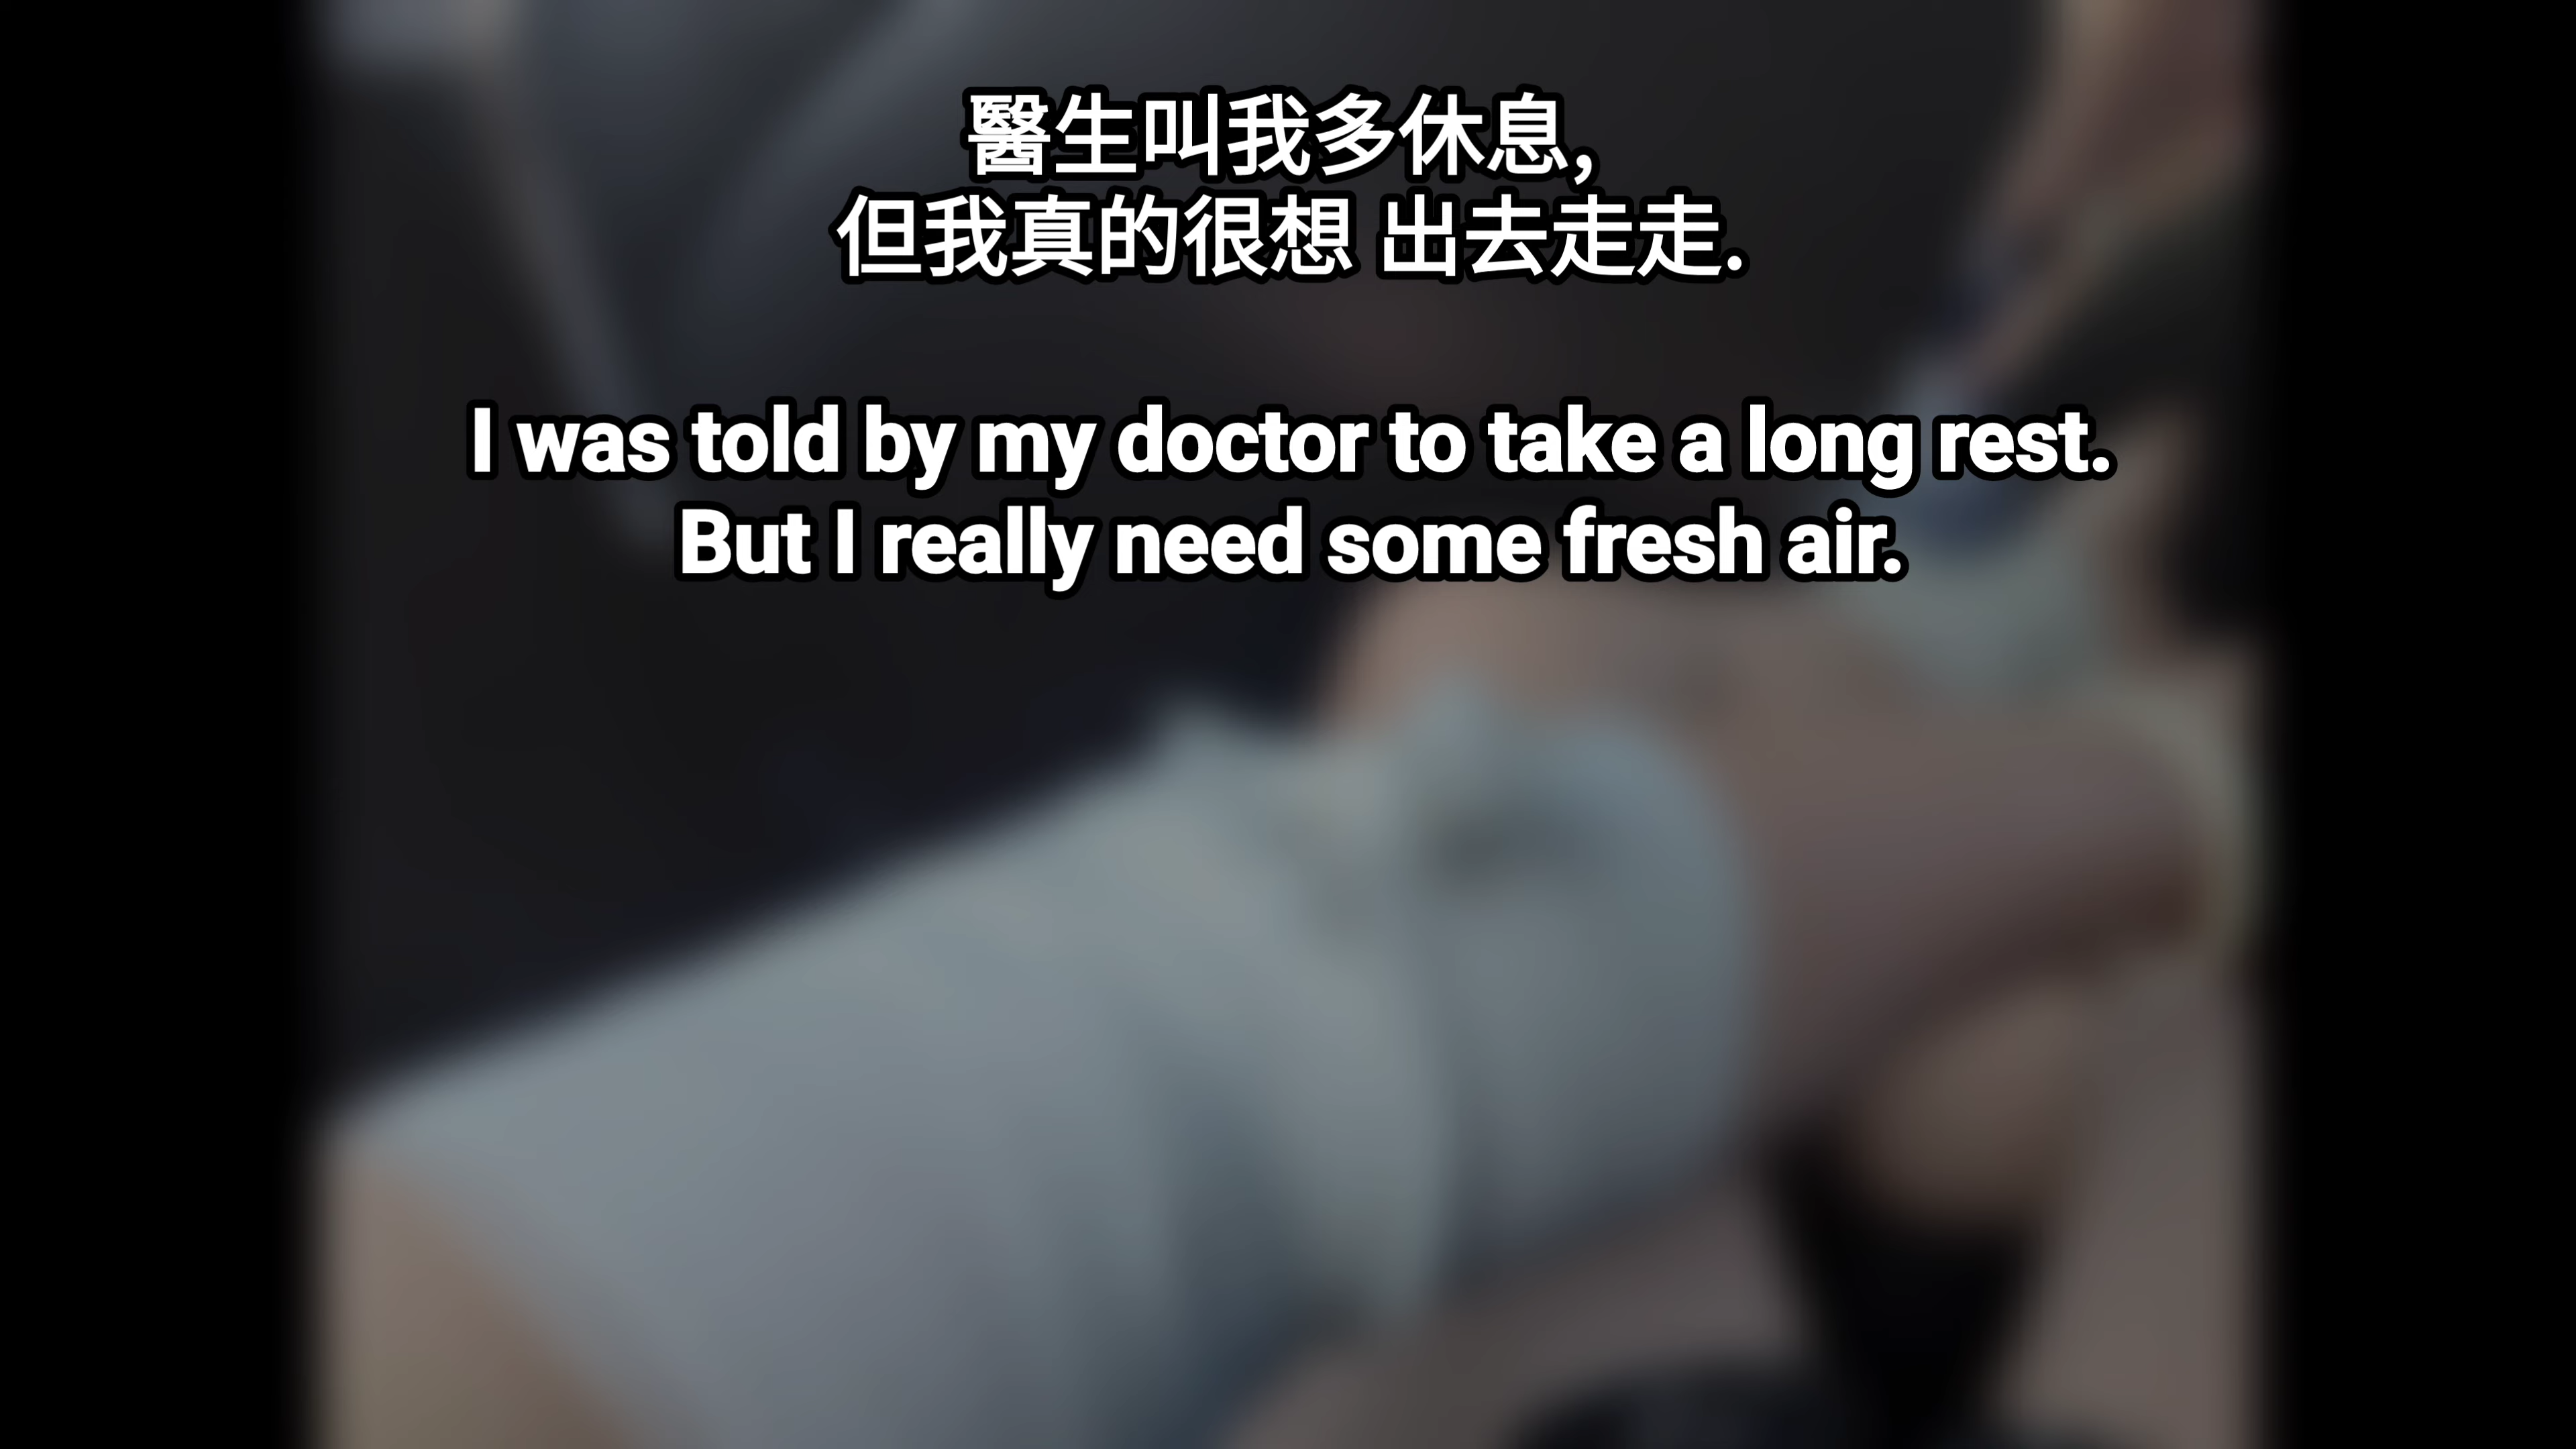 醫生叫我多休息,
但我真的很想 出去走走.
I was told by my doctor to take a long rest.
But I really need some fresh air.